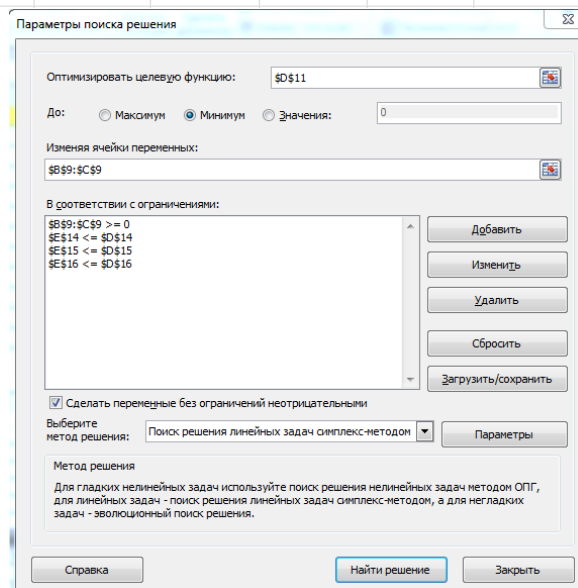 Параметры поиска решения
Оптимизировать целевую функцию:
$D$11
До:
Максимум
Минимум
Значения:
0
Изменяя ячейки переменных:
$B$9:$C$9
В соответствии с ограничениями:
$B$9:$C$9 >= 0
$E$14 <= $D$14
$E$15 <= $D$15
$E$16 <= $D$16
Добавить
Изменить
Удалить
Сбросить
Загрузить/сохранить
Сделать переменные без ограничений неотрицательными
Выберите
метод решения:
Поиск решения линейных задач симплекс-методом
Параметры
Метод решения
Для гладких нелинейных задач используйте поиск решения нелинейных задач методом ОПГ,
для линейных задач - поиск решения линейных задач симплекс-методом, а для негладких
задач - эволюционный поиск решения.
Справка
Найти решение
Закрыть